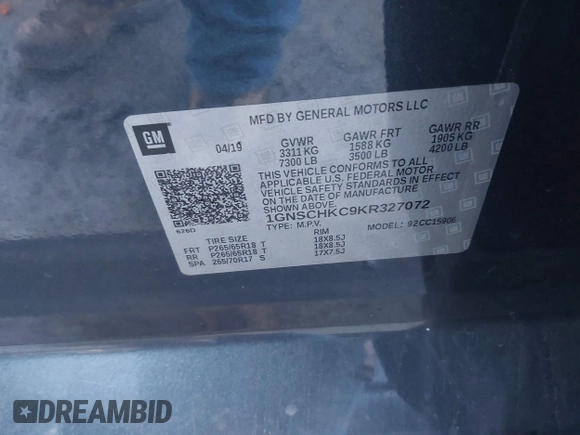 MFD BY GENERAL MOTORS LLC
GM
04/19
GVWR GAWR FRT GAWR RR
3311 KG 1588 KG 1905 KG
7300 LB 3500 LB 4200 LB
THIS VEHICLE CONFORMS TO ALL
APPLICABLE U.S. FEDERAL MOTOR
VEHICLE SAFETY STANDARDS IN EFFECT
ON THE DATE OF MANUFACTURE
SHOWN ABOVE.
1GNSCHKC9KR327072
626D
TYPE: M.P.V. MODEL: 92CC15906
TIRE SIZE RIM
FRT P265/65R18 T 18X8.5J
RR P265/65R18 T 18X8.5J
SPA 265/70R17 S 17X7.5J
DREAMBID